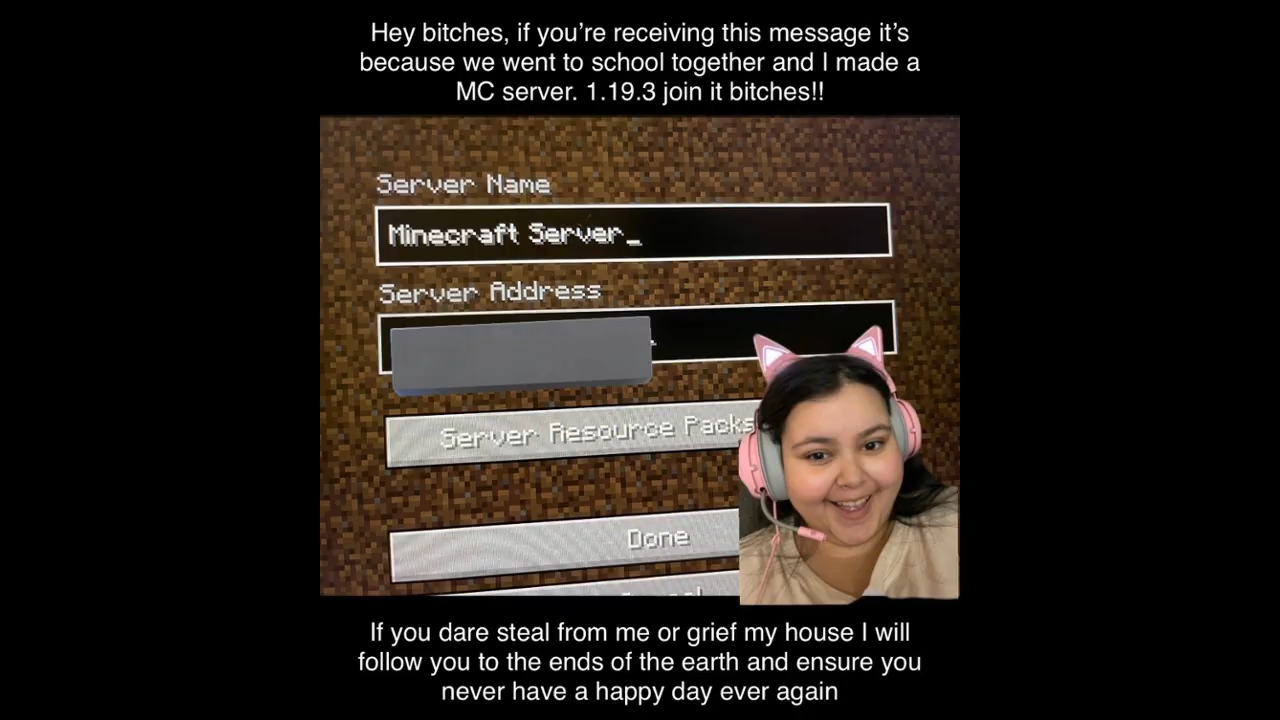 Hey bitches, if you’re receiving this message it’s
because we went to school together and I made a
MC server. 1.19.3 join it bitches!!
Server Name
Minecraft Server_
Server Address
Server Resource Packs
Done
If you dare steal from me or grief my house I will
follow you to the ends of the earth and ensure you
never have a happy day ever again